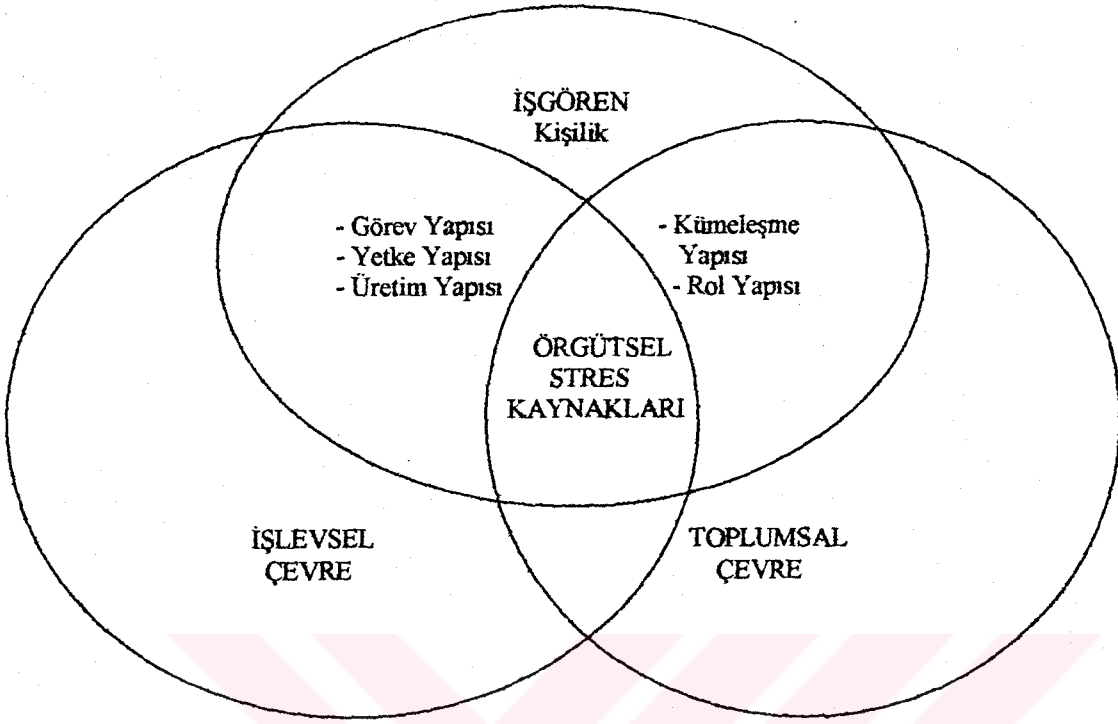 İŞGÖREN
Kişilik
- Görev Yapısı
- Yetke Yapısı
- Üretim Yapısı
- Kümeleşme
Yapısı
- Rol Yapısı
ÖRGÜTSEL
STRES
KAYNAKLARI
İŞLEVSEL
ÇEVRE
TOPLUMSAL
ÇEVRE